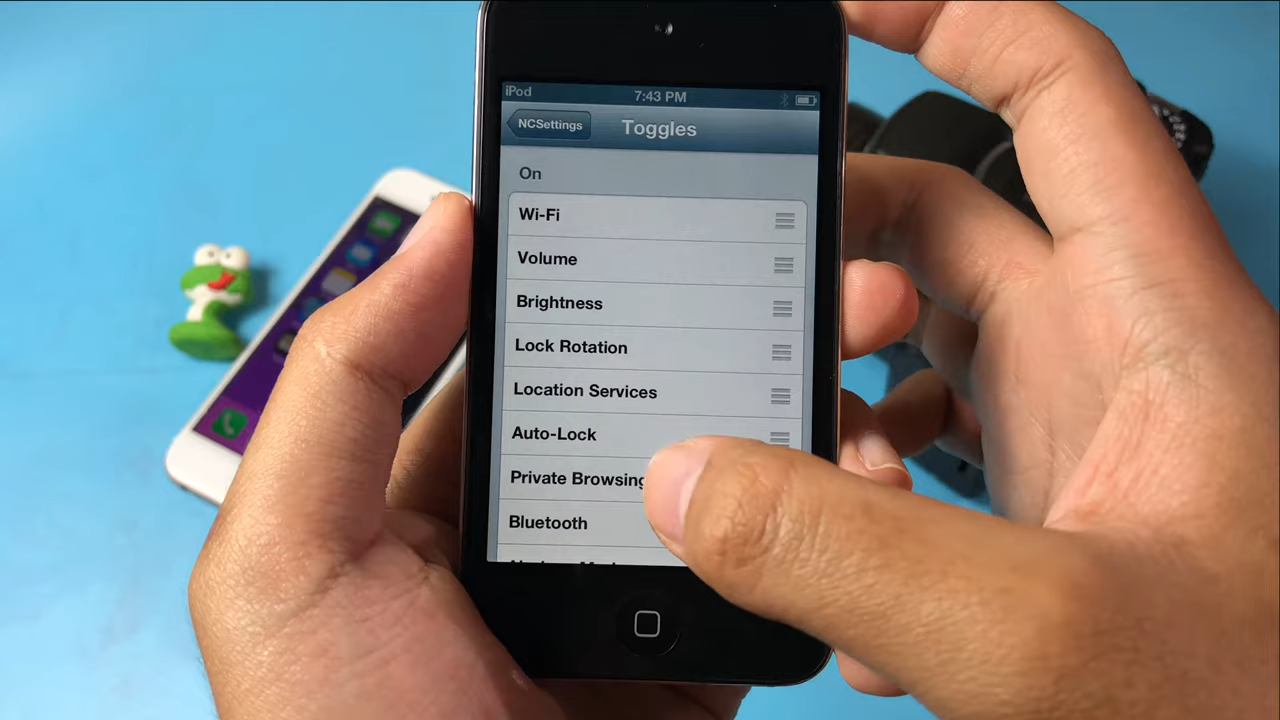 iPod 7:43 PM
NCSettings Toggles
On
Wi-Fi
Volume
Brightness
Lock Rotation
Location Services
Auto-Lock
Private Browsing
Bluetooth